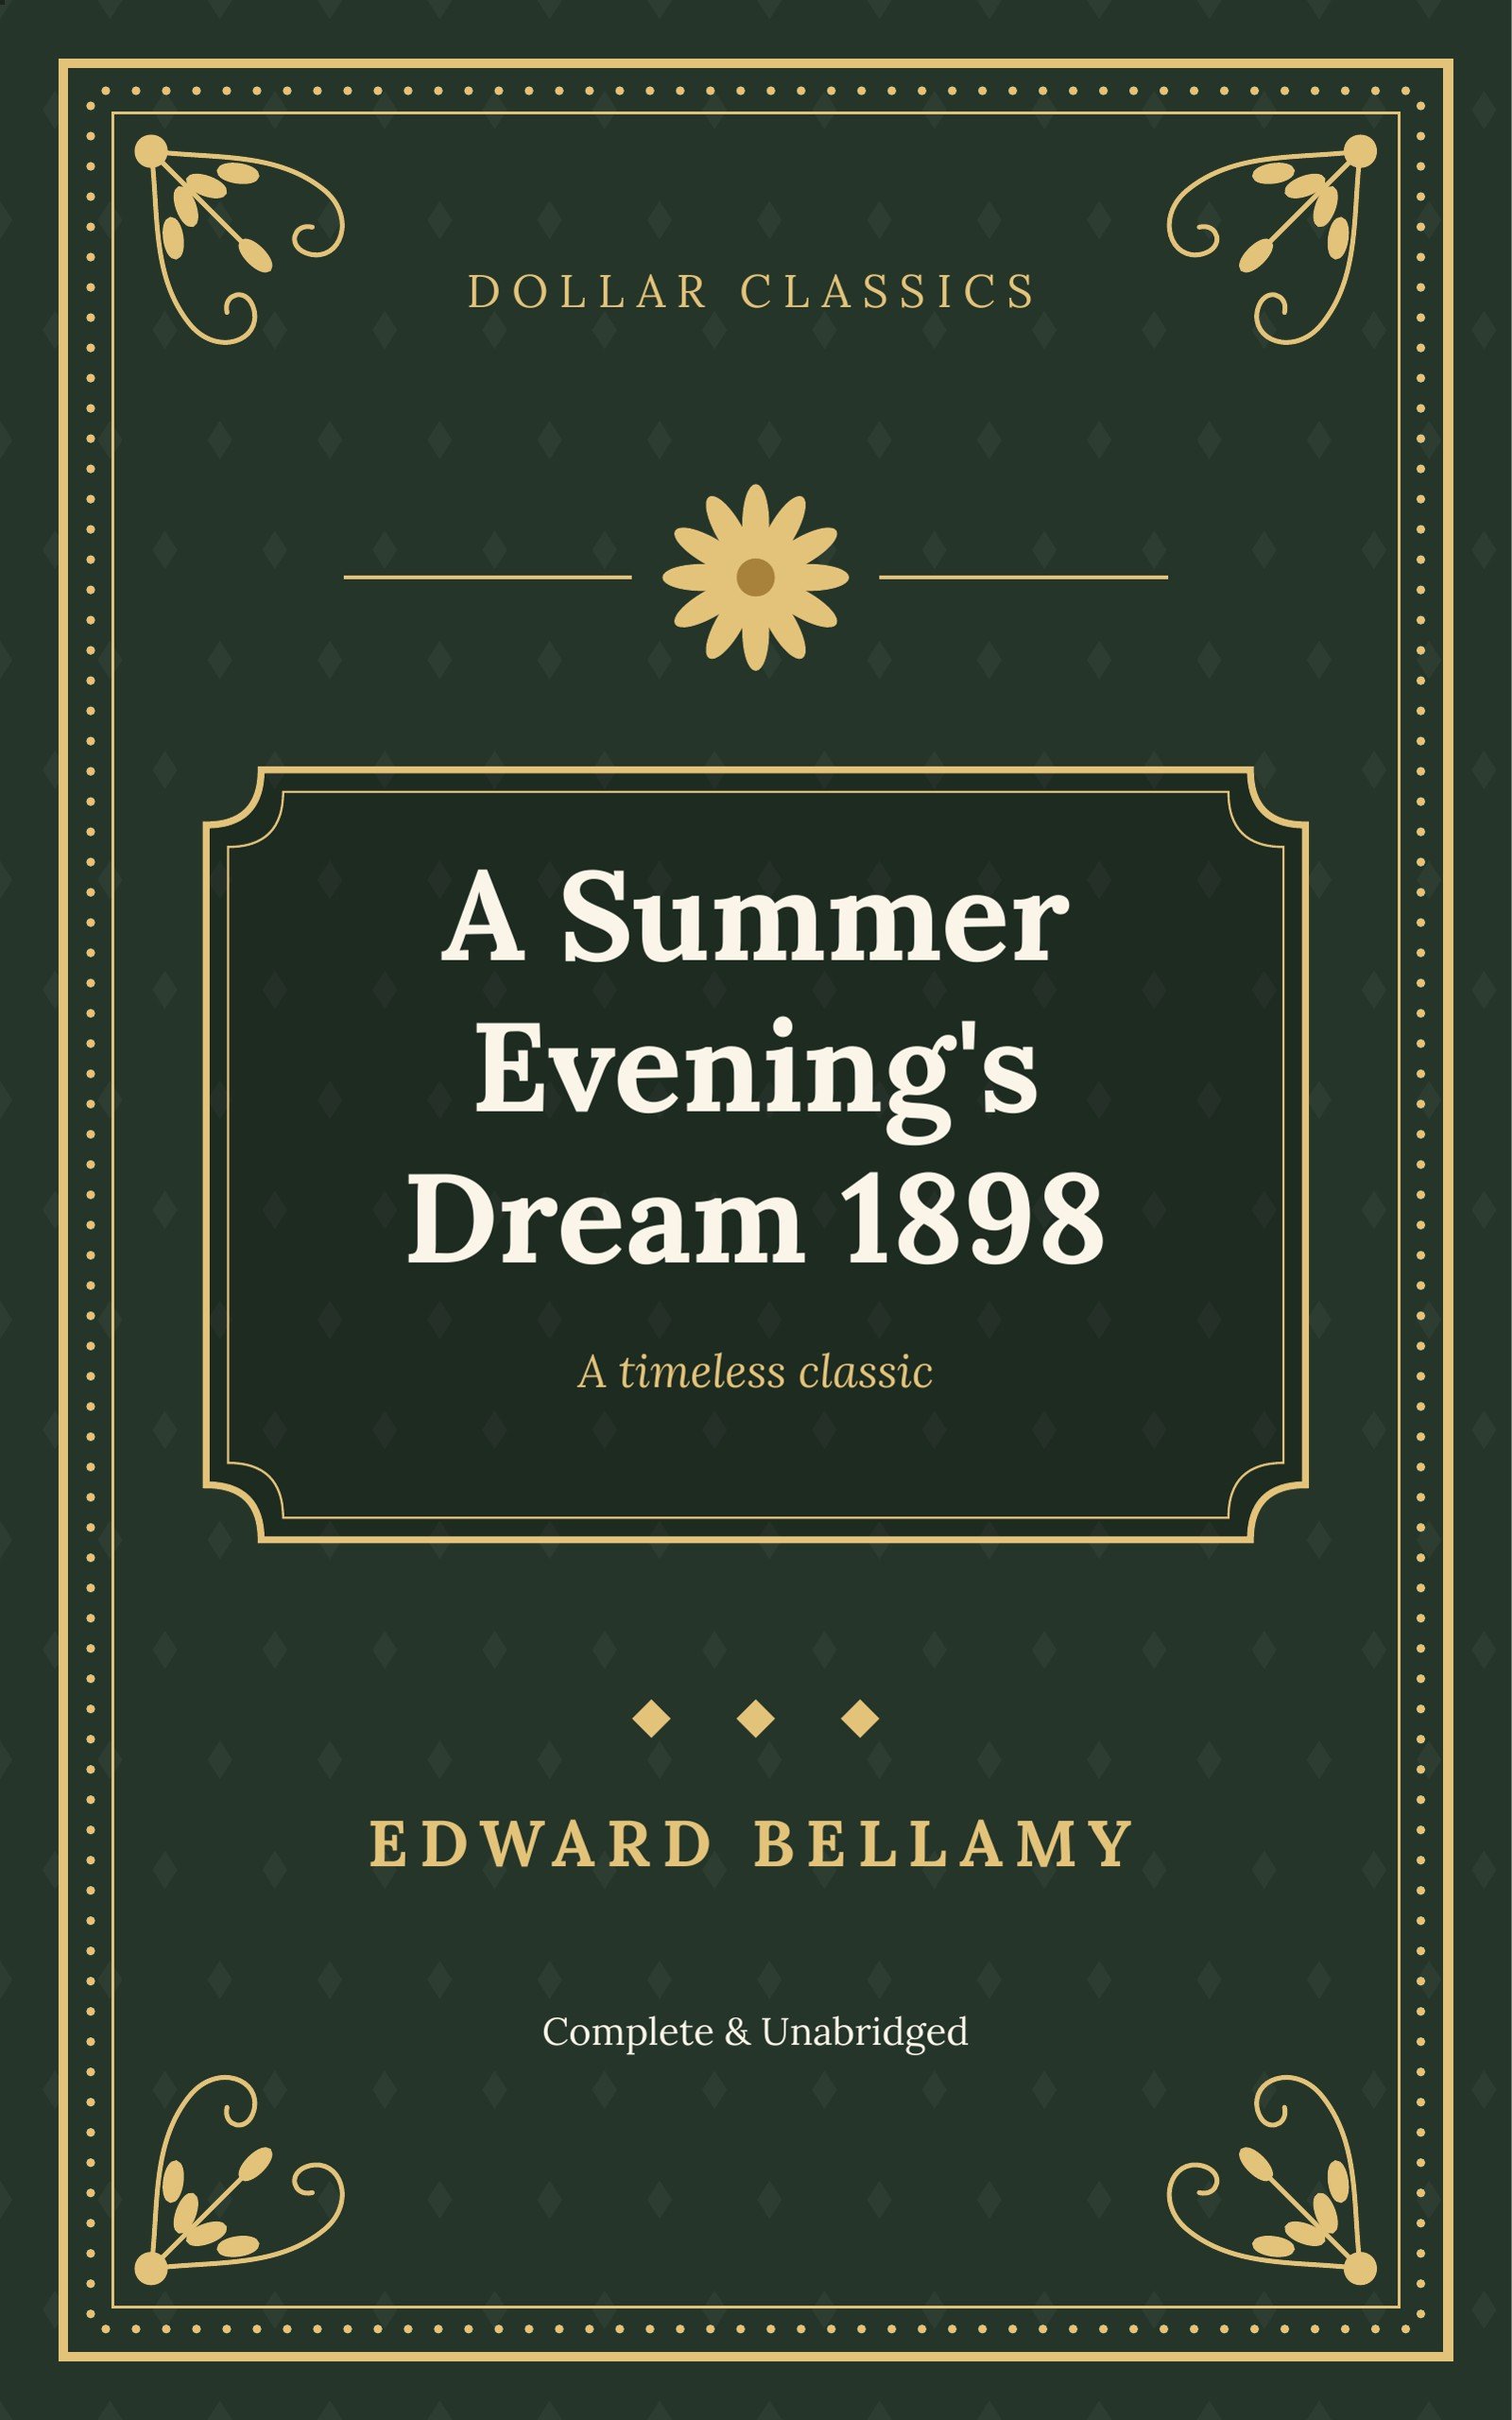 DOLLAR CLASSICS
A Summer
Evening's
Dream 1898
A timeless classic
EDWARD BELLAMY
Complete & Unabridged